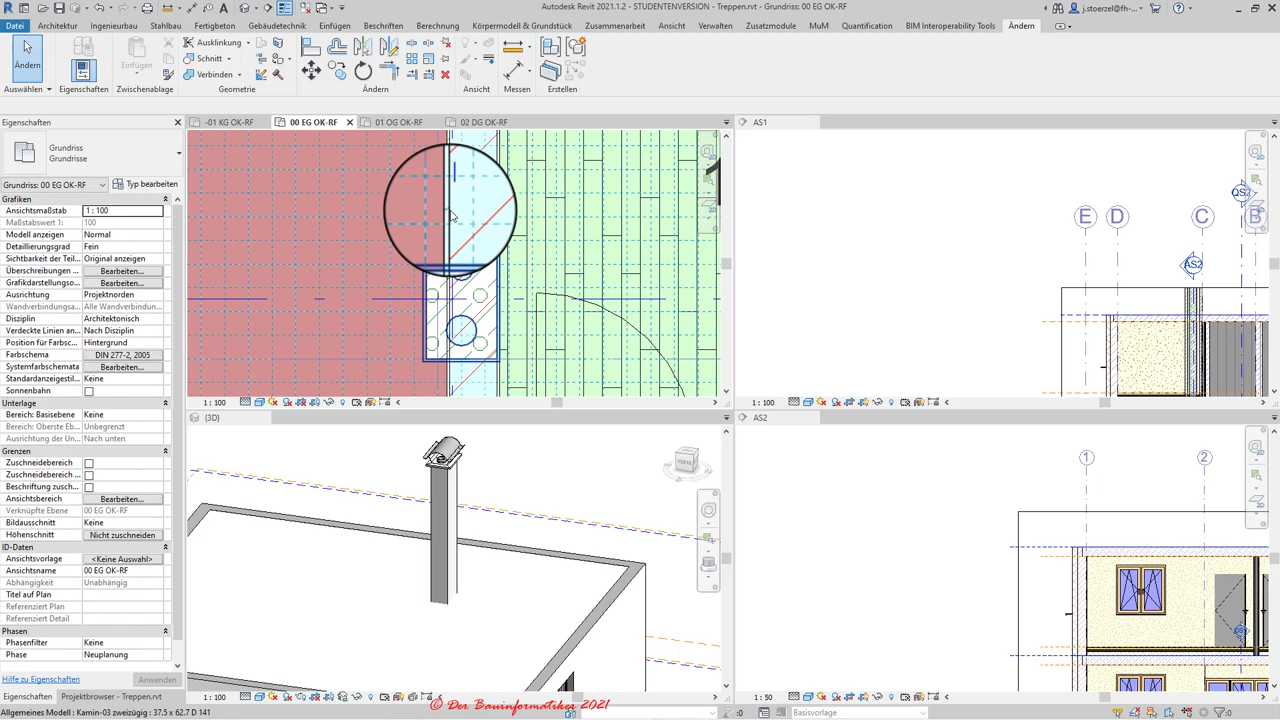 Autodesk Revit 2021.1.2 - STUDENTENVERSION - Treppen.rvt - Grundriss: 00 EG OK-RF
j.stoerzel@fh-...
Datei Architektur Ingenieurbau Stahlbau Fertigteile Gebäudetechnik Einfügen Beschriften Berechnung Körpermodell & Grundstück Zusammenarbeit Ansicht Verwalten Zusatzmodule MuM Quantification BIM Interoperability Tools Ändern
Ändern
Einfügen
Ausklinkung
Schnitt
Verbinden
Auswählen Eigenschaften Zwischenablage Geometrie Ändern Ansicht Messen Erstellen
Eigenschaften
-01 KG OK-RF 00 EG OK-RF 01 OG OK-RF 02 DG OK-RF AS1
Grundriss
Grundrisse
Grundriss: 00 EG OK-RF Typ bearbeiten
Grafiken
Ansichtsmaßstab 1 : 100
Maßstabswert 1: 100
Modell anzeigen Normal
Detaillierungsgrad Fein
Sichtbarkeit der Teil... Original anzeigen
Überschreibungen ... Bearbeiten...
Grafikdarstellungso... Bearbeiten...
Ausrichtung Projektnorden
Wandverbindungsa... Alle Wandverbindun...
Disziplin Architektonisch
Verdeckte Linien an... Nach Disziplin
Position für Farbsc... Hintergrund
Farbschema DIN 277-2, 2005
Systemfarbschemata Bearbeiten...
Standardanzeigestil... Keine
Sonnenbahn
Unterlage
Bereich: Basisebene Keine
Bereich: Oberste Eb... Unbegrenzt
Ausrichtung der Un... Nach unten
Grenzen
Zuschneidebereich
Zuschneidebereich ...
Beschriftung zusch...
Ansichtsbereich Bearbeiten...
Verknüpfte Ebene 00 EG OK-RF
Bildausschnitt Keine
Höhenschnitt Nicht zuschneiden
ID-Daten
Ansichtsvorlage <Keine Auswahl>
Ansichtsname 00 EG OK-RF
Abhängigkeit Unabhängig
Titel auf Plan
Referenziert Plan
Referenziert Detail
Phasen
Phasenfilter Keine
Phase Neuplanung
Hilfe zu Eigenschaften Anwenden
Eigenschaften Projektbrowser - Treppen.rvt
QS2
E D C B
AS2
1 : 100
1 : 100
{3D}
AS2
1 2
1 : 100
1 : 50
© Der Bauinformatiker 2021
Allgemeines Modell : Kamin-03 zweizügig : 37.5 x 62.7 D 141
:0
Basisvorlage
:0